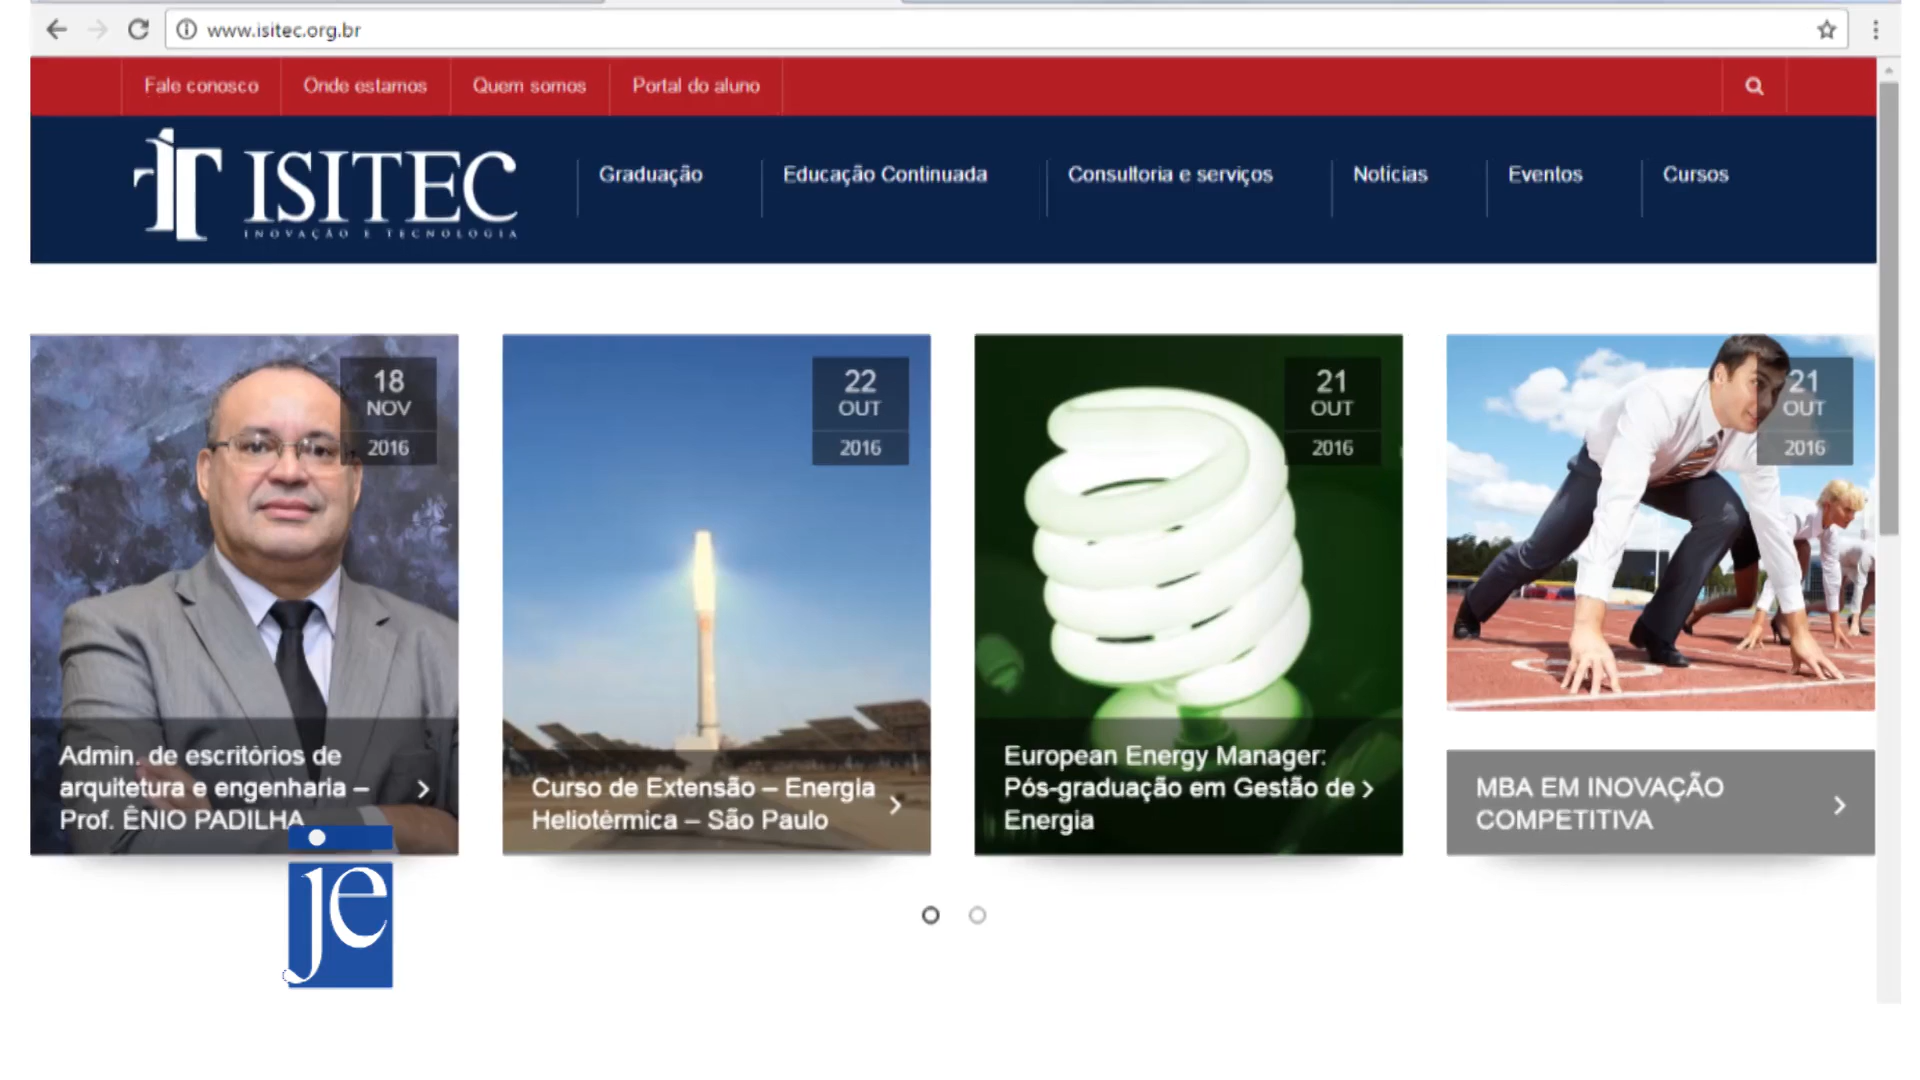 www.isitec.org.br
Fale conosco
Onde estamos
Quem somos
Portal do aluno
ISITEC
INOVAÇÃO E TECNOLOGIA
Graduação
Educação Continuada
Consultoria e serviços
Notícias
Eventos
Cursos
18
NOV
2016
Admin. de escritórios de
arquitetura e engenharia –
Prof. ÊNIO PADILHA
22
OUT
2016
Curso de Extensão – Energia
Heliotérmica – São Paulo
21
OUT
2016
European Energy Manager:
Pós-graduação em Gestão de
Energia
21
OUT
2016
MBA EM INOVAÇÃO
COMPETITIVA
je